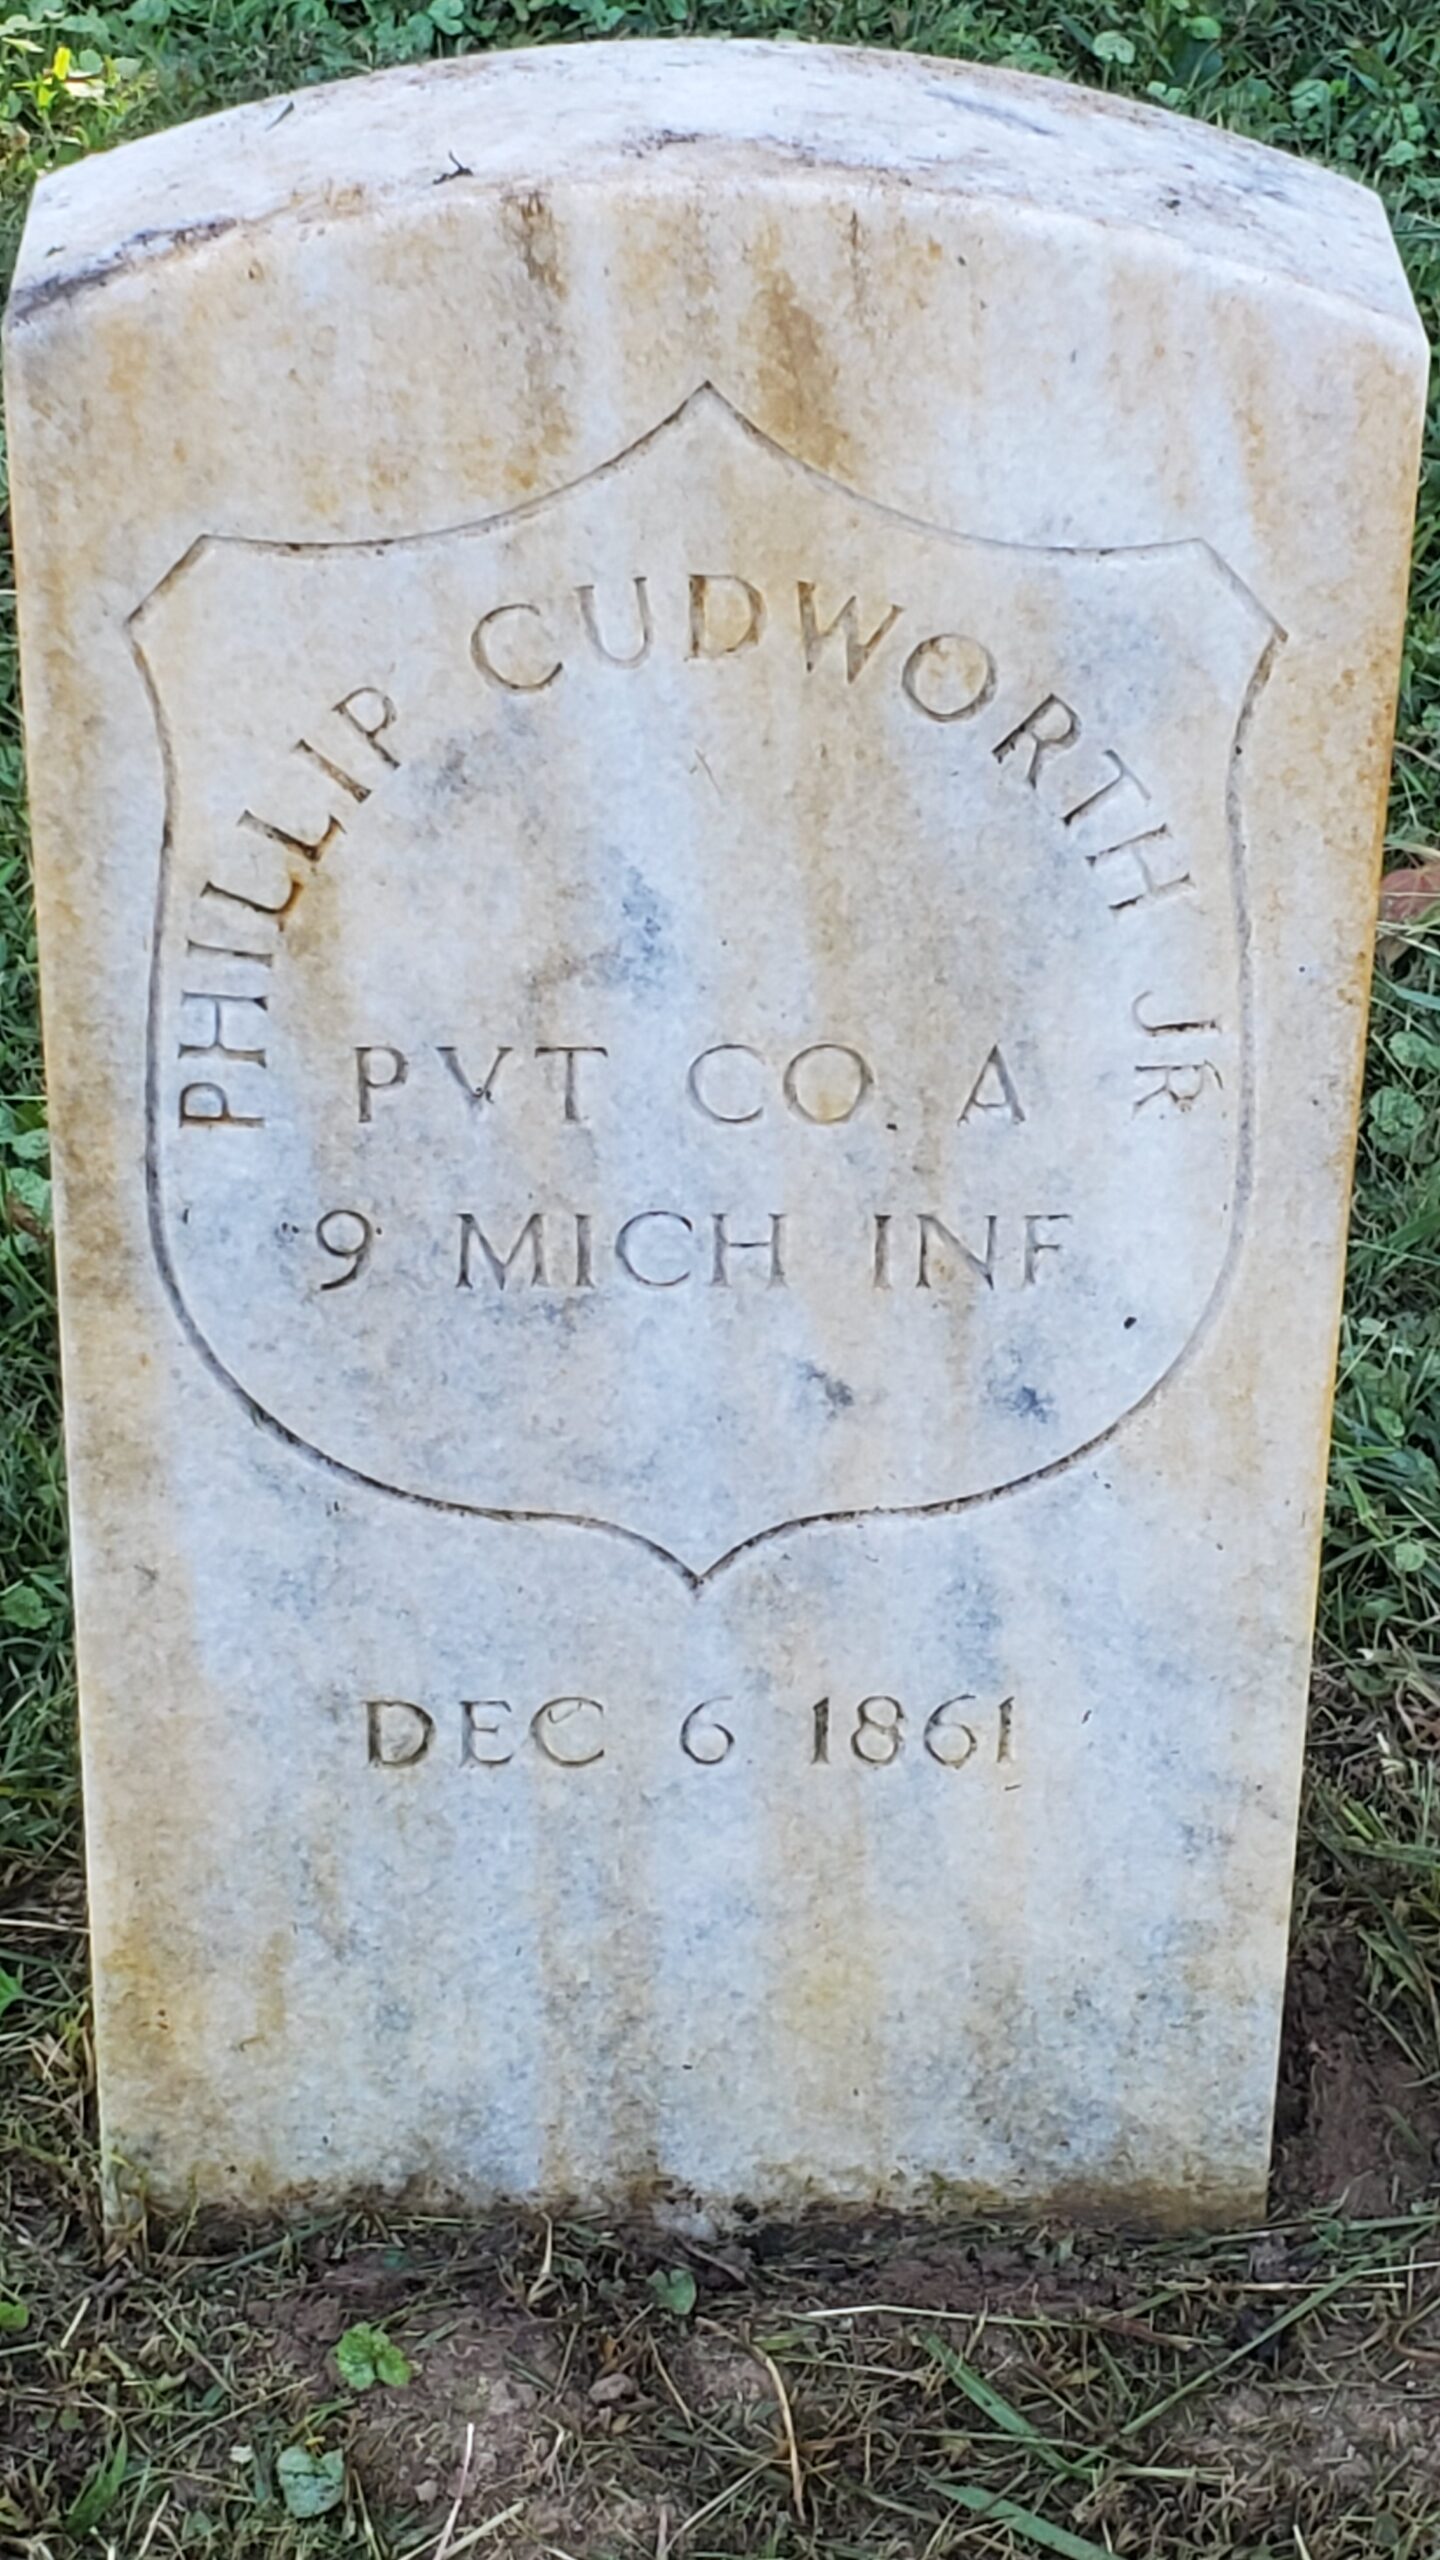 PHILLIP CUDWORTH JR
PVT CO A
9 MICH INF
DEC 6 1861